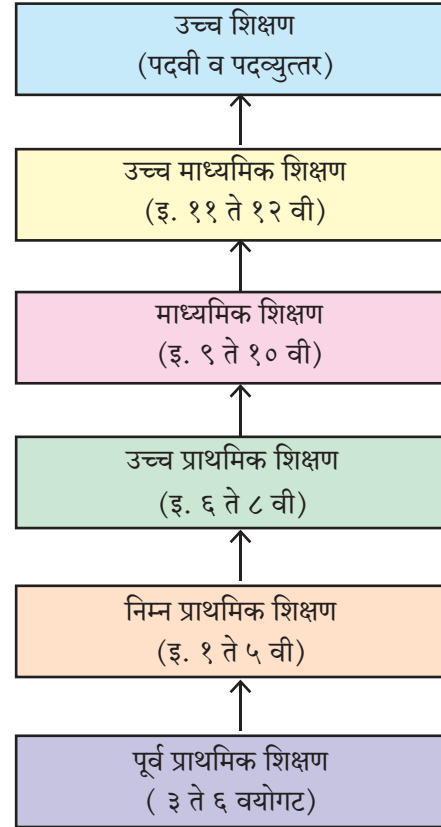 उच्च शिक्षण
(पदवी व पदव्युत्तर)
उच्च माध्यमिक शिक्षण
(इ. ११ ते १२ वी)
माध्यमिक शिक्षण
(इ. ९ ते १० वी)
उच्च प्राथमिक शिक्षण
(इ. ६ ते ८ वी)
निम्न प्राथमिक शिक्षण
(इ. १ ते ५ वी)
पूर्व प्राथमिक शिक्षण
( ३ ते ६ वयोगट)